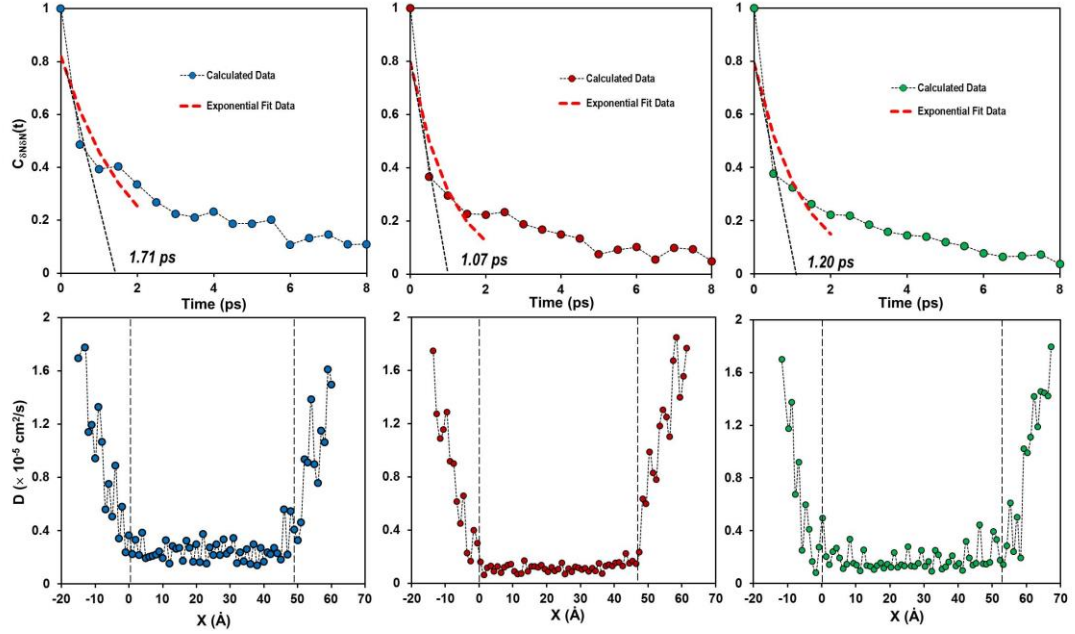 1
0.8
0.6
0.4
0.2
0
C_δNδN(t)
Calculated Data
Exponential Fit Data
1.71 ps
0 2 4 6 8
Time (ps)
1
0.8
0.6
0.4
0.2
0
Calculated Data
Exponential Fit Data
1.07 ps
0 2 4 6 8
Time (ps)
1
0.8
0.6
0.4
0.2
0
Calculated Data
Exponential Fit Data
1.20 ps
0 2 4 6 8
Time (ps)
2
1.6
1.2
0.8
0.4
0
D (× 10⁻⁵ cm²/s)
-20 -10 0 10 20 30 40 50 60 70
X (Å)
2
1.6
1.2
0.8
0.4
0
-20 -10 0 10 20 30 40 50 60 70
X (Å)
2
1.6
1.2
0.8
0.4
0
-20 -10 0 10 20 30 40 50 60 70
X (Å)